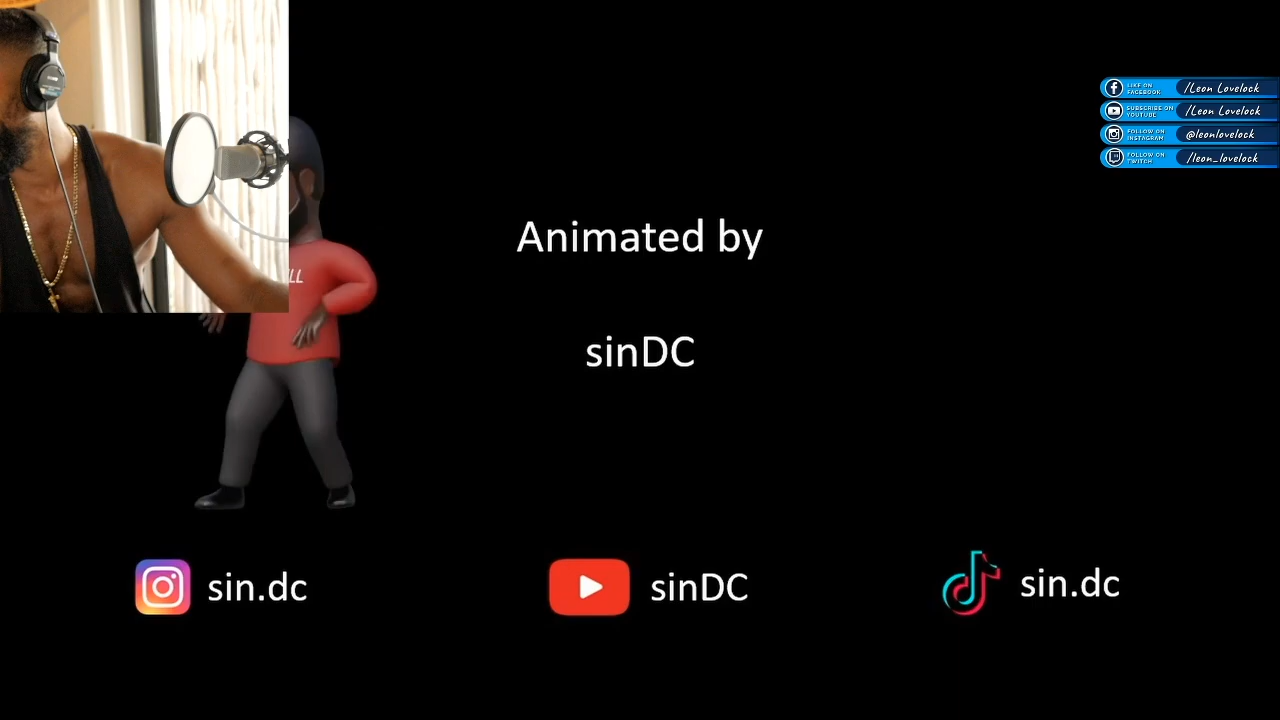 LIKE ON
FACEBOOK
/Leon Lovelock
SUBSCRIBE ON
YOUTUBE
/Leon Lovelock
FOLLOW ON
INSTAGRAM
@leonlovelock
FOLLOW ON
TWITCH
/leon_lovelock
Animated by
LL
sinDC
sin.dc
sinDC
sin.dc